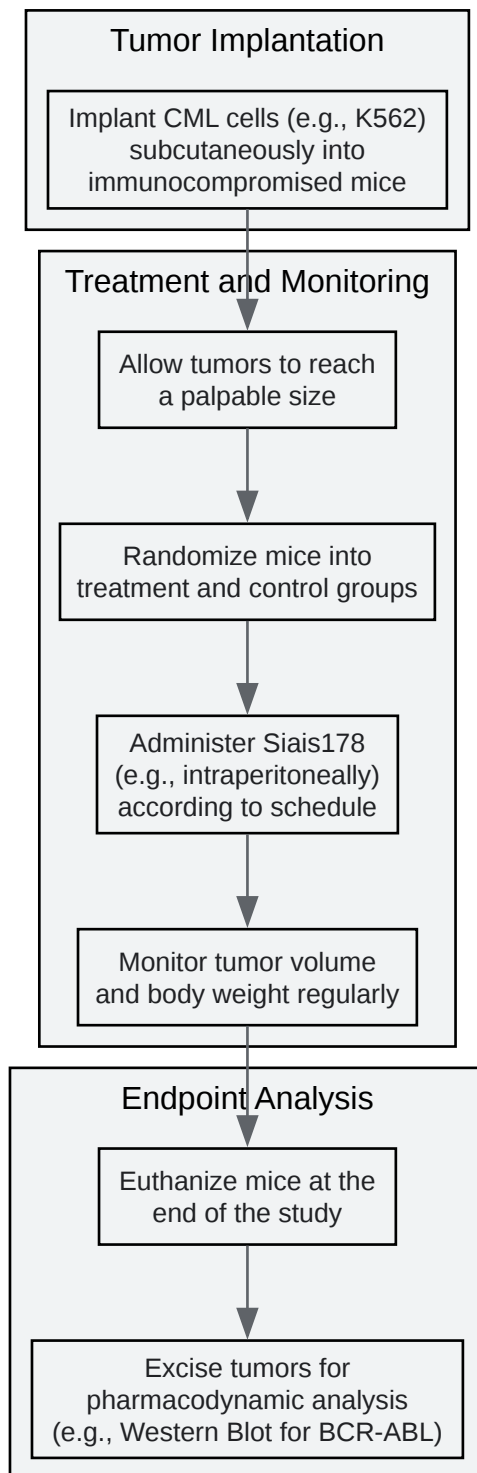 Tumor Implantation
Implant CML cells (e.g., K562)
subcutaneously into
immunocompromised mice
Treatment and Monitoring
Allow tumors to reach
a palpable size
Randomize mice into
treatment and control groups
Administer Siais178
(e.g., intraperitoneally)
according to schedule
Monitor tumor volume
and body weight regularly
Endpoint Analysis
Euthanize mice at the
end of the study
Excise tumors for
pharmacodynamic analysis
(e.g., Western Blot for BCR-ABL)